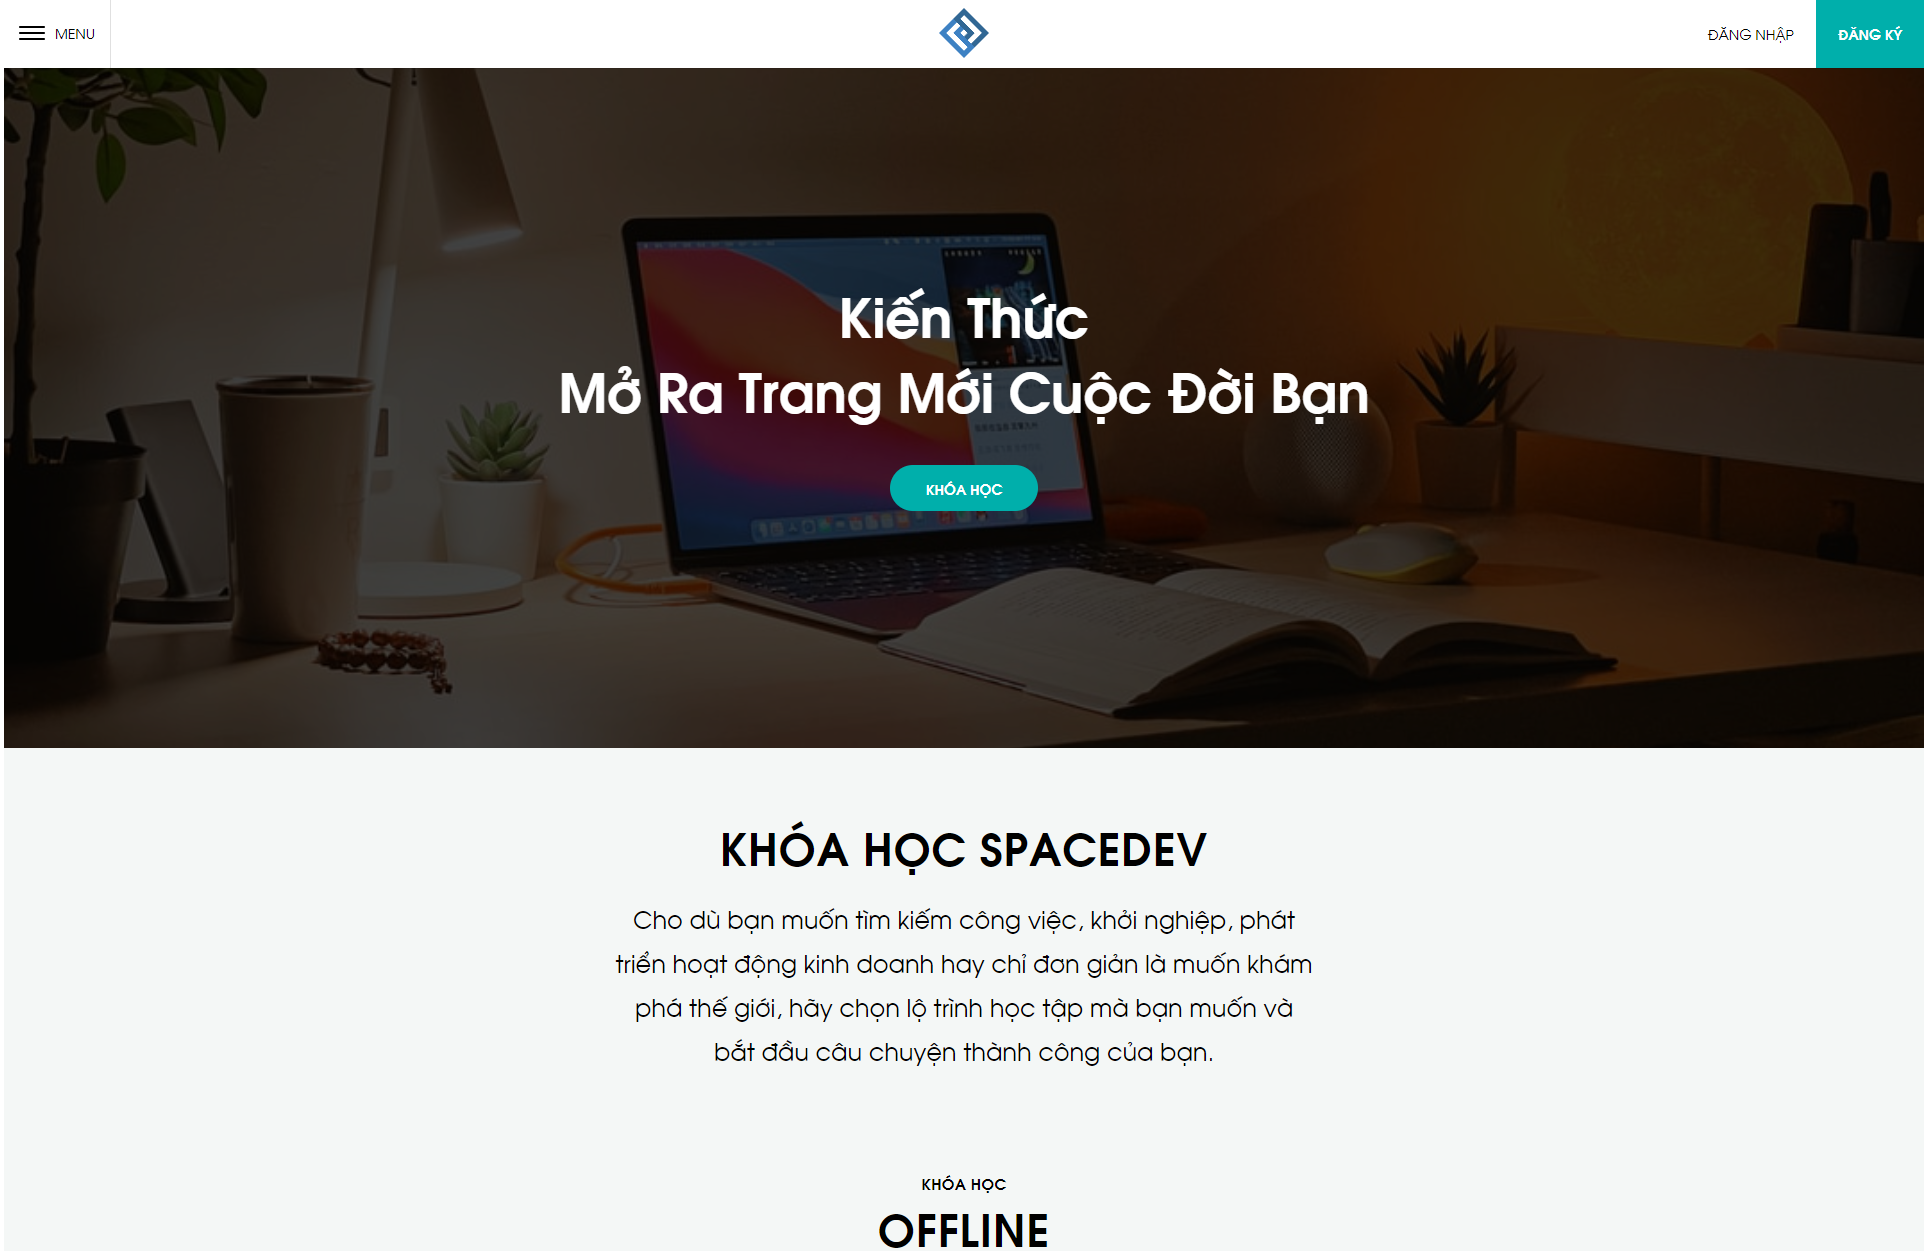 MENU
ĐĂNG NHẬP
ĐĂNG KÝ
Kiến Thức
Mở Ra Trang Mới Cuộc Đời Bạn
KHÓA HỌC
KHÓA HỌC SPACEDEV
Cho dù bạn muốn tìm kiếm công việc, khởi nghiệp, phát
triển hoạt động kinh doanh hay chỉ đơn giản là muốn khám
phá thế giới, hãy chọn lộ trình học tập mà bạn muốn và
bắt đầu câu chuyện thành công của bạn.
KHÓA HỌC
OFFLINE